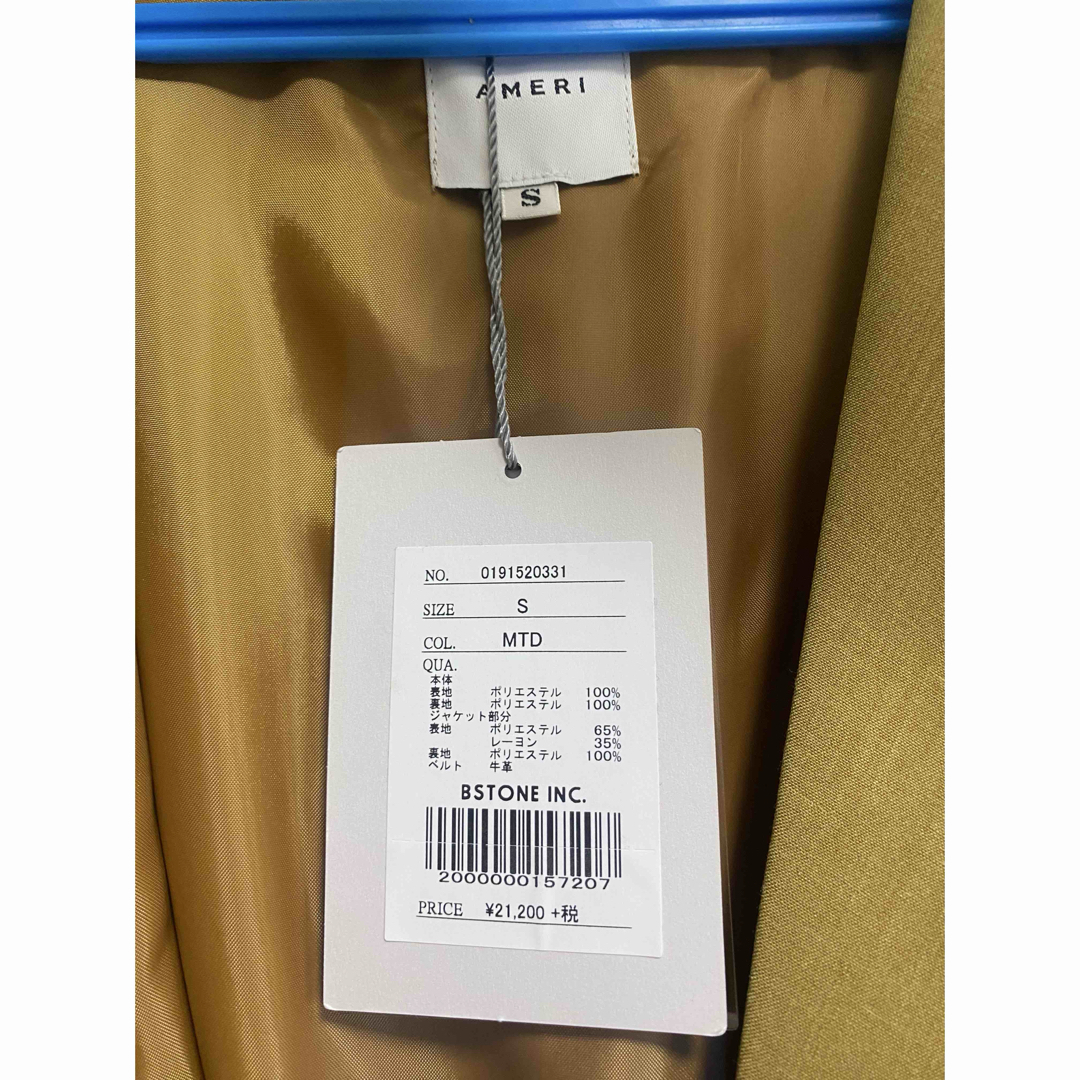 AMERI
S
NO. 0191520331
SIZE S
COL. MTD
QUA.
本体
表地 ポリエステル 100%
裏地 ポリエステル 100%
ジャケット部分
表地 ポリエステル 65%
レーヨン 35%
裏地 ポリエステル 100%
ベルト 牛革
BSTONE INC.
2000000157207
PRICE ¥21,200 +税